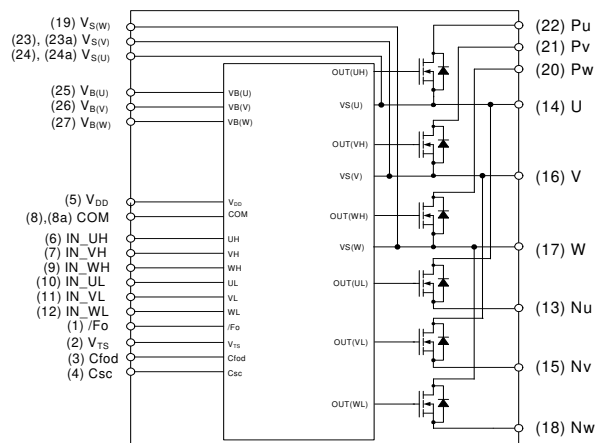 (19) VS(W)
(23), (23a) VS(V)
(24), (24a) VS(U)
(25) VB(U)
(26) VB(V)
(27) VB(W)
(5) VDD
(8),(8a) COM
(6) IN_UH
(7) IN_VH
(9) IN_WH
(10) IN_UL
(11) IN_VL
(12) IN_WL
(1) /Fo
(2) VTS
(3) Cfod
(4) Csc
VB(U)
VB(V)
VB(W)
VDD
COM
UH
VH
WH
UL
VL
WL
/Fo
VTS
Cfod
Csc
OUT(UH)
VS(U)
OUT(VH)
VS(V)
OUT(WH)
VS(W)
OUT(UL)
OUT(VL)
OUT(WL)
(22) Pu
(21) Pv
(20) Pw
(14) U
(16) V
(17) W
(13) Nu
(15) Nv
(18) Nw